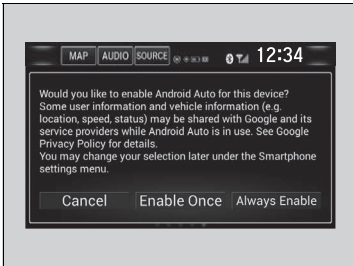 MAP AUDIO SOURCE 12:34
Would you like to enable Android Auto for this device?
Some user information and vehicle information (e.g.
location, speed, status) may be shared with Google and its
service providers while Android Auto is in use. See Google
Privacy Policy for details.
You may change your selection later under the Smartphone
settings menu.
Cancel Enable Once Always Enable